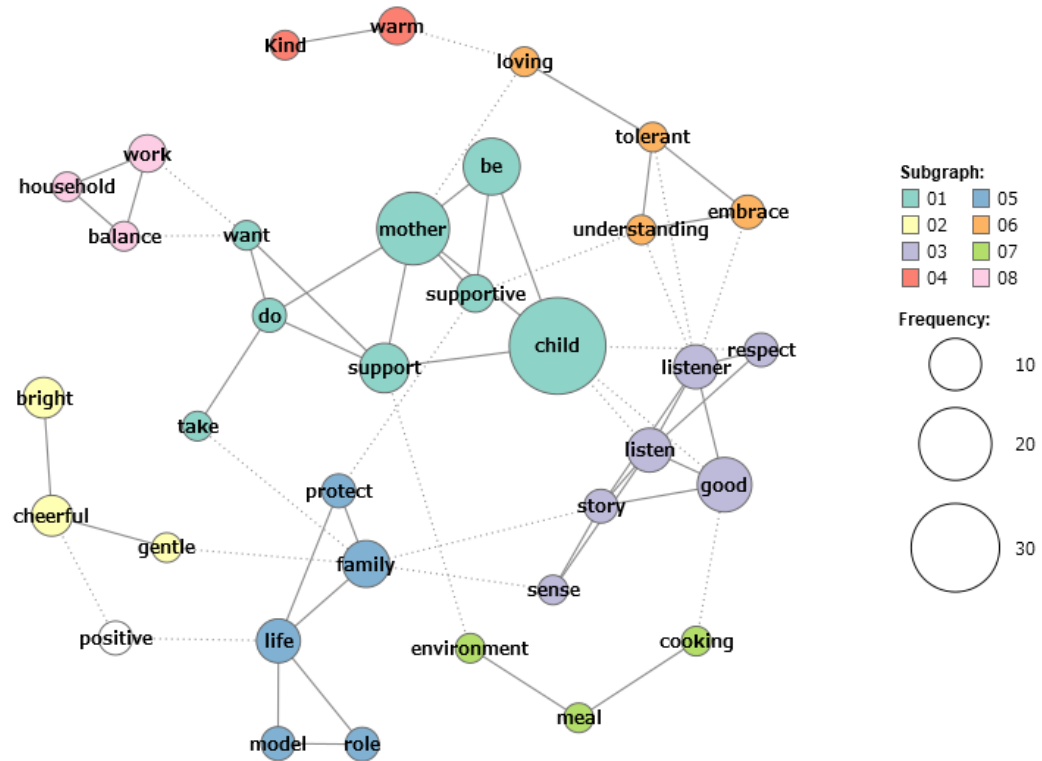 warm
Kind
loving
tolerant
work
be
household
embrace
mother
understanding
want
balance
supportive
do
child
respect
listener
support
bright
take
listen
good
protect
story
cheerful
gentle
family
sense
positive
life
environment
cooking
meal
model
role
Subgraph:
01 05
02 06
03 07
04 08
Frequency:
10
20
30